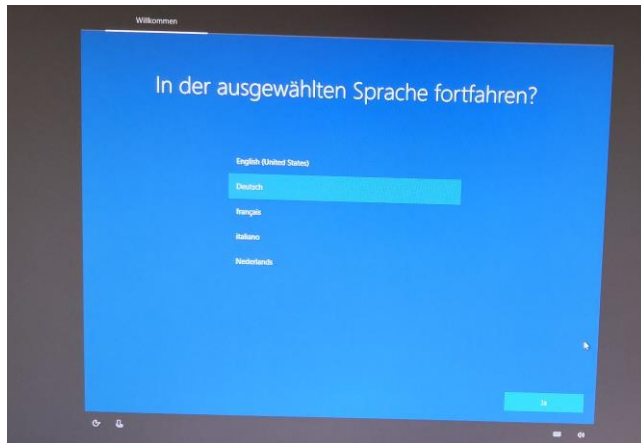 Willkommen
In der ausgewählten Sprache fortfahren?
English (United States)
Deutsch
français
italiano
Nederlands
Ja